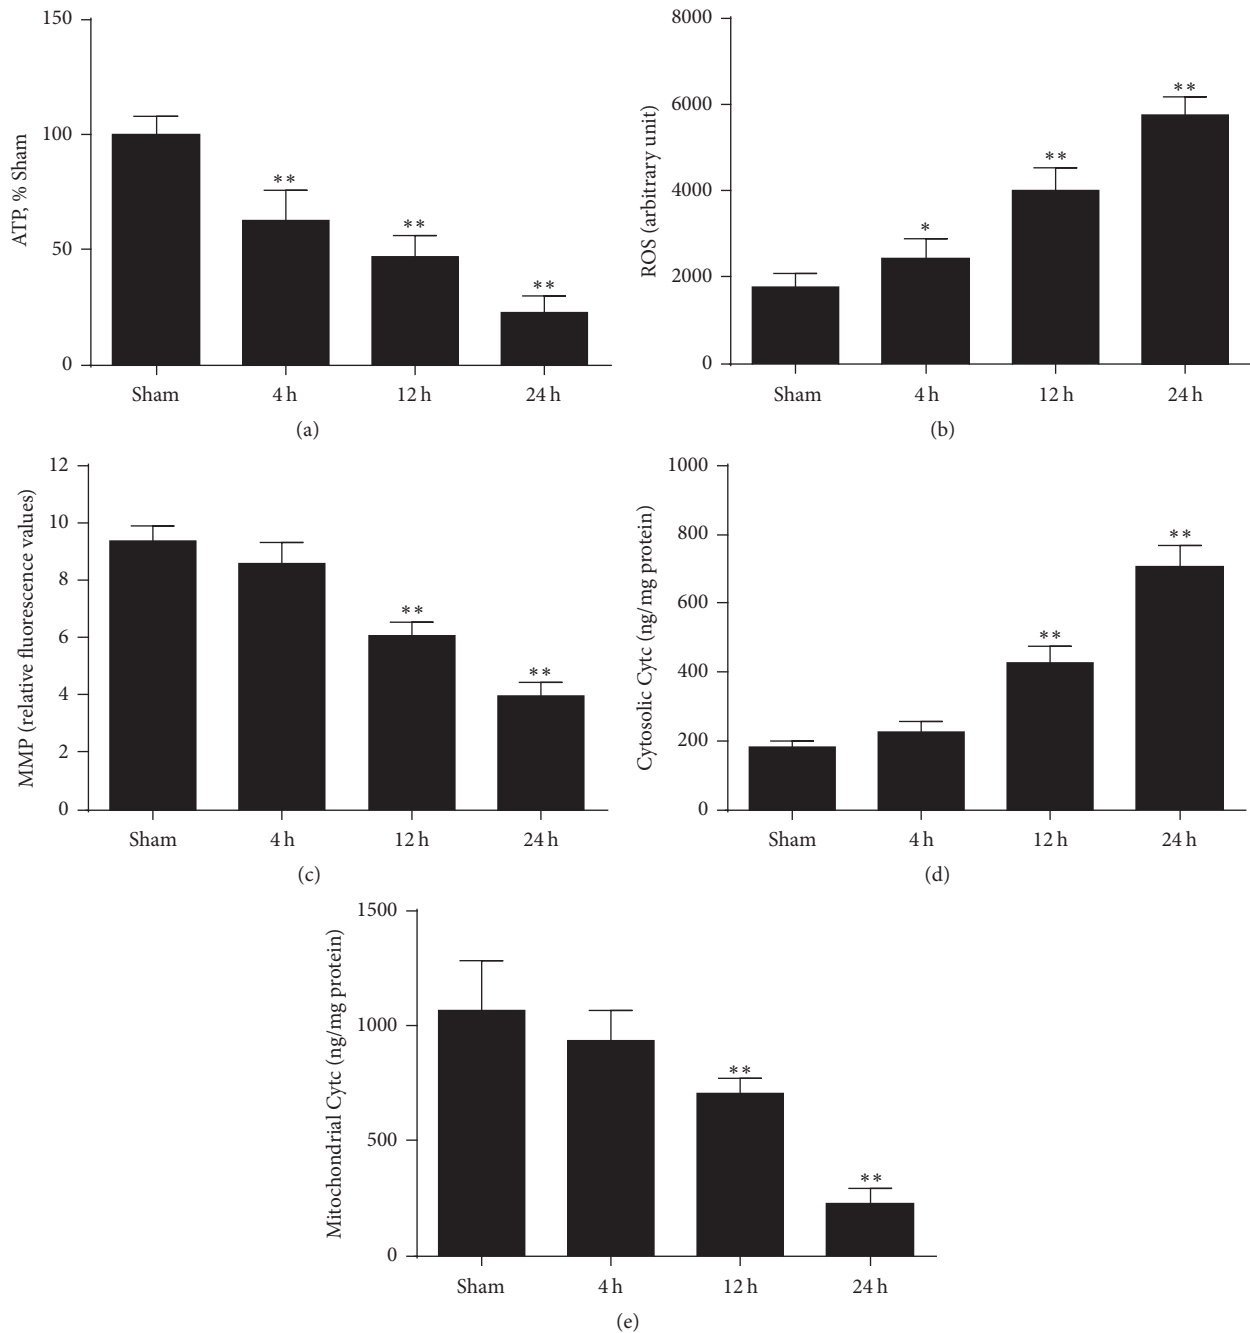 150
100
50
0
ATP, % Sham
**
**
**
Sham
4 h
12 h
24 h
(a)
8000
6000
4000
2000
0
ROS (arbitrary unit)
*
**
**
Sham
4 h
12 h
24 h
(b)
12
10
8
6
4
2
0
MMP (relative fluorescence values)
**
**
Sham
4 h
12 h
24 h
(c)
1000
800
600
400
200
0
Cytosolic Cytc (ng/mg protein)
**
**
Sham
4 h
12 h
24 h
(d)
1500
1000
500
0
Mitochondrial Cytc (ng/mg protein)
**
**
Sham
4 h
12 h
24 h
(e)